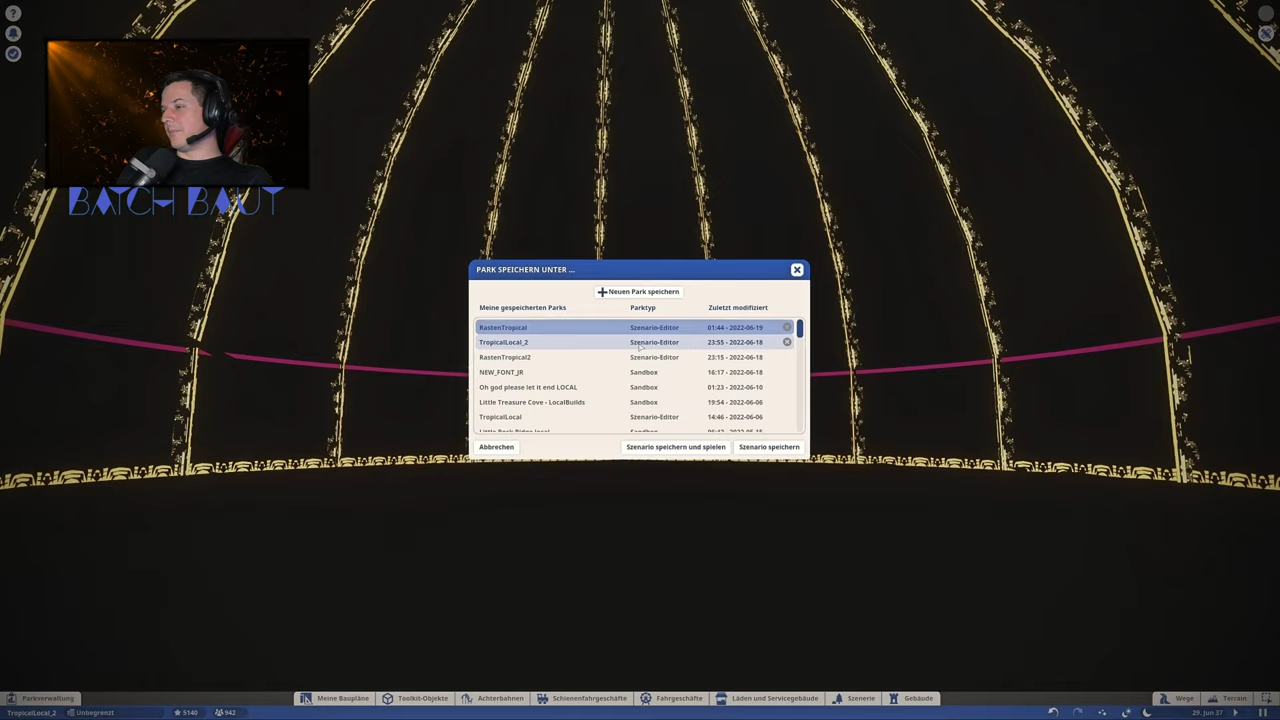 ?
BATCH BAUT
PARK SPEICHERN UNTER ...
Neuen Park speichern
Meine gespeicherten Parks Parktyp Zuletzt modifiziert
RastenTropical Szenario-Editor 01:44 - 2022-06-19
TropicalLocal_2 Szenario-Editor 23:55 - 2022-06-18
RastenTropical2 Szenario-Editor 23:15 - 2022-06-18
NEW_FONT_JR Sandbox 16:17 - 2022-06-18
Oh god please let it end LOCAL Sandbox 01:23 - 2022-06-10
Little Treasure Cove - LocalBuilds Sandbox 19:54 - 2022-06-06
TropicalLocal Szenario-Editor 14:46 - 2022-06-06
Abbrechen Szenario speichern und spielen Szenario speichern
Parkverwaltung Meine Baupläne Toolkit-Objekte Achterbahnen Schienenfahrgeschäfte Fahrgeschäfte Läden und Servicegebäude Szenerie Gebäude Wege Terrain
TropicalLocal_2 Unbegrenzt 5140 942 29. Jun 37